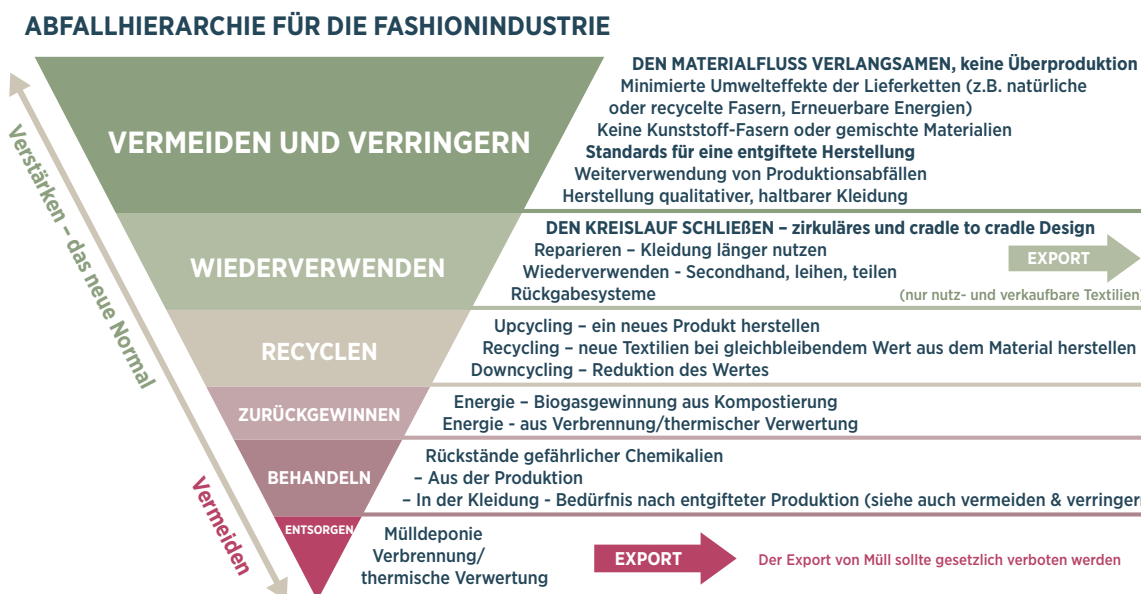 ABFALLHIERARCHIE FÜR DIE FASHIONINDUSTRIE
Verstärken – das neue Normal
Vermeiden
VERMEIDEN UND VERRINGERN
DEN MATERIALFLUSS VERLANGSAMEN, keine Überproduktion
Minimierte Umwelteffekte der Lieferketten (z.B. natürliche
oder recycelte Fasern, Erneuerbare Energien)
Keine Kunststoff-Fasern oder gemischte Materialien
Standards für eine entgiftete Herstellung
Weiterverwendung von Produktionsabfällen
Herstellung qualitativer, haltbarer Kleidung
WIEDERVERWENDEN
DEN KREISLAUF SCHLIEßEN – zirkuläres und cradle to cradle Design
Reparieren – Kleidung länger nutzen
Wiederverwenden - Secondhand, leihen, teilen
Rückgabesysteme
EXPORT
(nur nutz- und verkaufbare Textilien)
RECYCLEN
Upcycling – ein neues Produkt herstellen
Recycling – neue Textilien bei gleichbleibendem Wert aus dem Material herstellen
Downcycling – Reduktion des Wertes
ZURÜCKGEWINNEN
Energie – Biogasgewinnung aus Kompostierung
Energie - aus Verbrennung/thermischer Verwertung
BEHANDELN
Rückstände gefährlicher Chemikalien
– Aus der Produktion
– In der Kleidung - Bedürfnis nach entgifteter Produktion (siehe auch vermeiden & verringern
ENTSORGEN
Mülldeponie
Verbrennung/
thermische Verwertung
EXPORT
Der Export von Müll sollte gesetzlich verboten werden